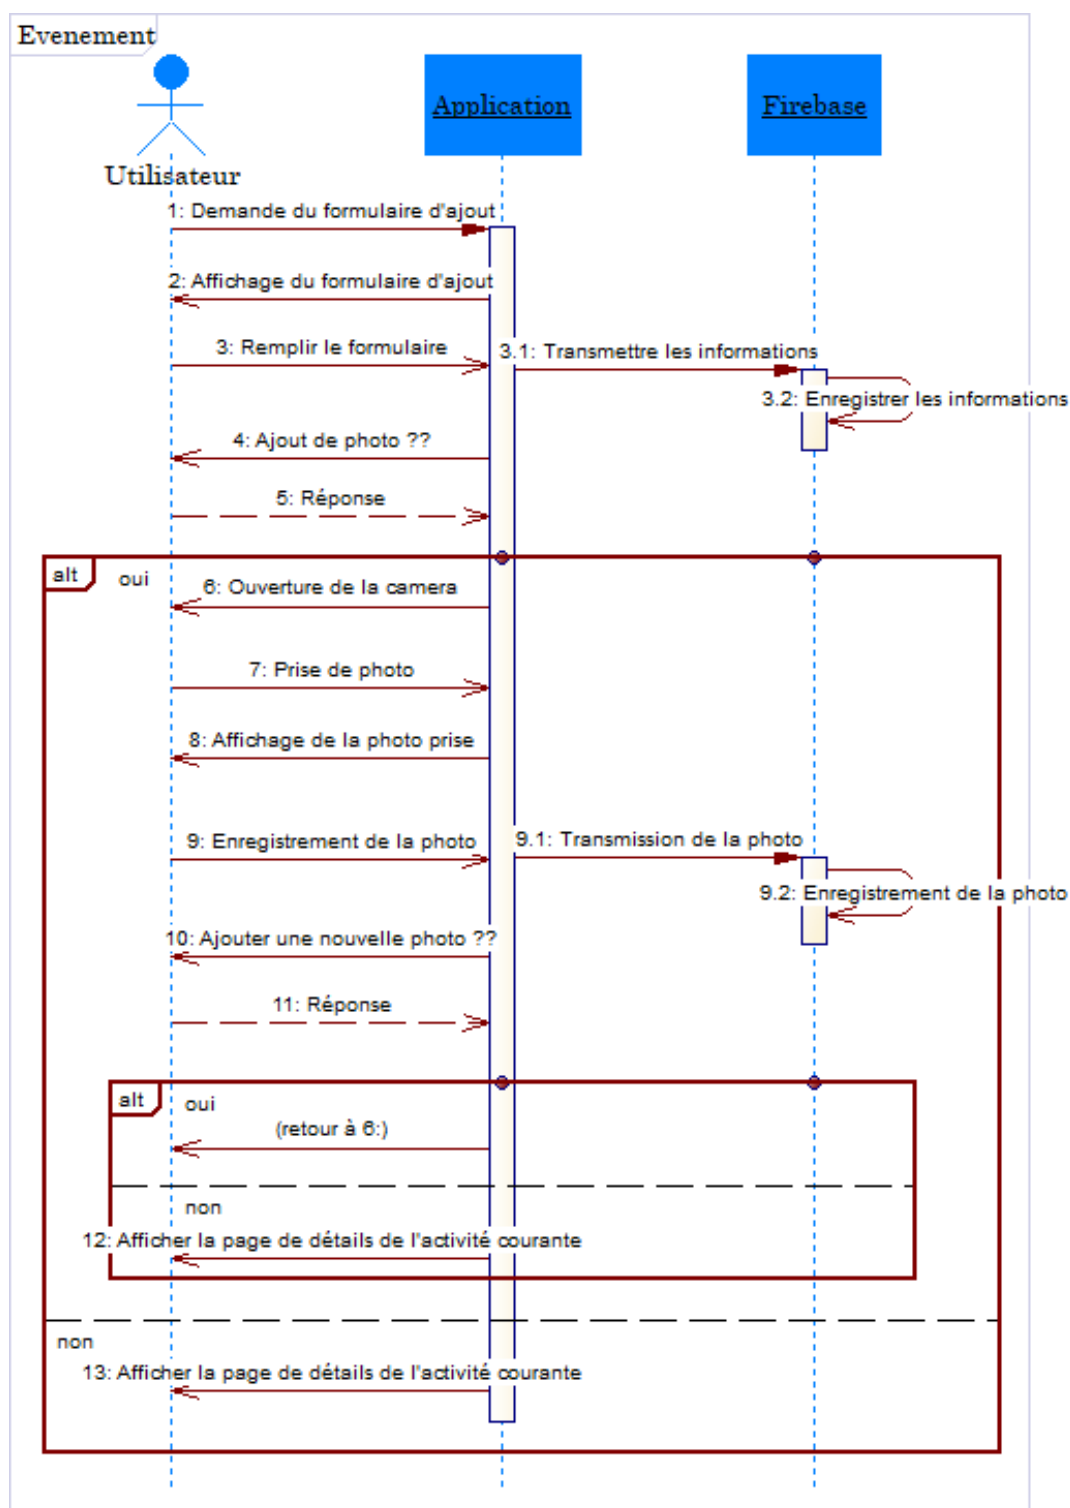 Evenement
Application
Firebase
Utilisateur
1: Demande du formulaire d'ajout
2: Affichage du formulaire d'ajout
3: Remplir le formulaire
3.1: Transmettre les informations
3.2: Enregistrer les informations
4: Ajout de photo ??
5: Réponse
alt
oui
6: Ouverture de la camera
7: Prise de photo
8: Affichage de la photo prise
9: Enregistrement de la photo
9.1: Transmission de la photo
9.2: Enregistrement de la photo
10: Ajouter une nouvelle photo ??
11: Réponse
alt
oui
(retour à 6:)
non
12: Afficher la page de détails de l'activité courante
non
13: Afficher la page de détails de l'activité courante